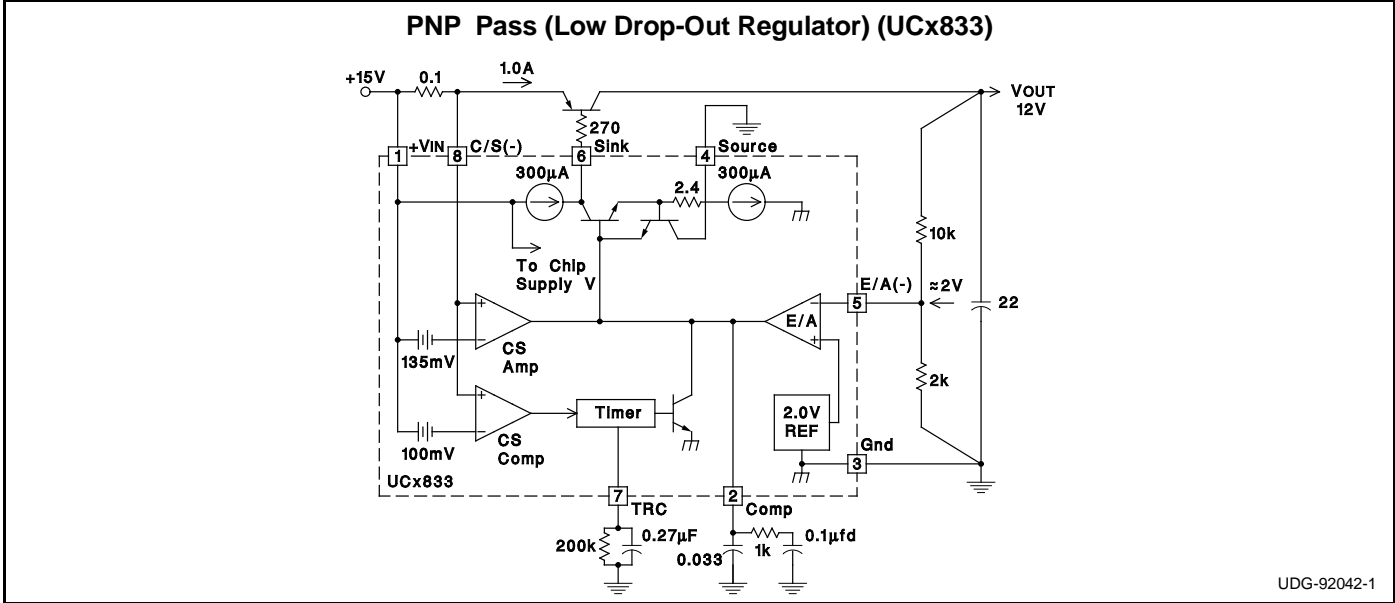 PNP Pass (Low Drop-Out Regulator) (UCx833)
+15V
0.1
1.0A
VOUT
12V
270
1
+VIN
8
C/S(-)
6
Sink
4
Source
300µA
2.4
300µA
To Chip
Supply V
10k
E/A(-)
≈2V
5
22
+
-
135mV
CS
Amp
E/A
-
+
2k
+
-
100mV
CS
Comp
Timer
2.0V
REF
Gnd
3
UCx833
7
TRC
2
Comp
200k
0.27µF
0.033
1k
0.1µfd
UDG-92042-1